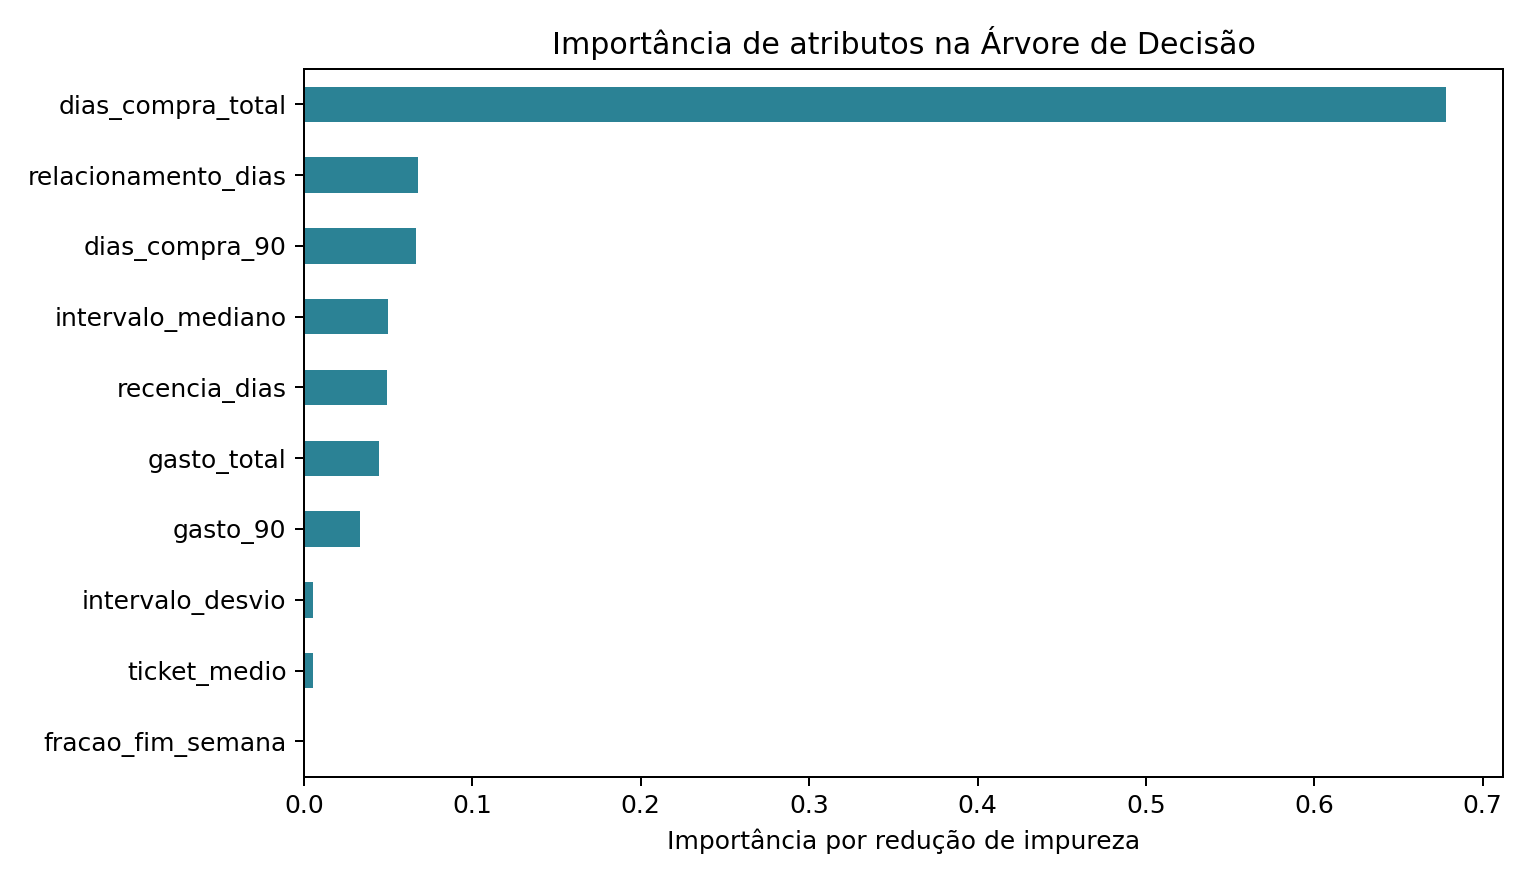 Importância de atributos na Árvore de Decisão
dias_compra_total
relacionamento_dias
dias_compra_90
intervalo_mediano
recencia_dias
gasto_total
gasto_90
intervalo_desvio
ticket_medio
fracao_fim_semana
0.0 0.1 0.2 0.3 0.4 0.5 0.6 0.7
Importância por redução de impureza